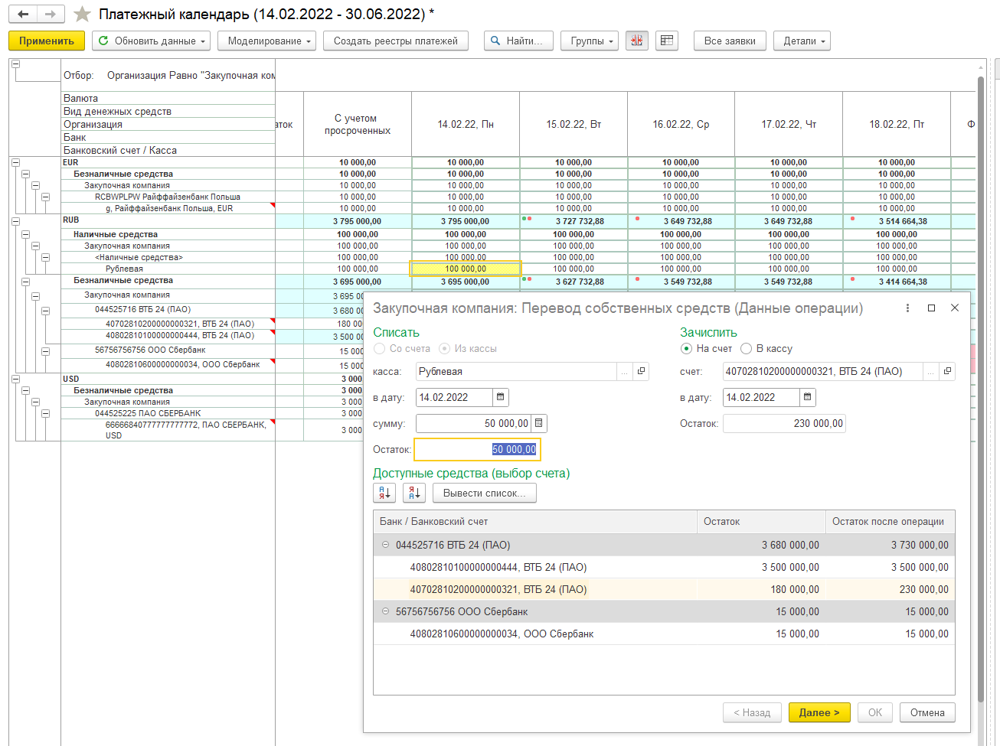 Платежный календарь (14.02.2022 - 30.06.2022) *
Применить Обновить данные Моделирование Создать реестры платежей Найти... Группы Все заявки Детали
Отбор: Организация Равно "Закупочная ком
Валюта
Вид денежных средств
Организация
Банк
Банковский счет / Касса
аток С учетом просроченных 14.02.22, Пн 15.02.22, Вт 16.02.22, Ср 17.02.22, Чт 18.02.22, Пт Ф
EUR 10 000,00 10 000,00 10 000,00 10 000,00 10 000,00 10 000,00
Безналичные средства 10 000,00 10 000,00 10 000,00 10 000,00 10 000,00 10 000,00
Закупочная компания 10 000,00 10 000,00 10 000,00 10 000,00 10 000,00 10 000,00
RCBWPLPW Райффайзенбанк Польша 10 000,00 10 000,00 10 000,00 10 000,00 10 000,00 10 000,00
g, Райффайзенбанк Польша, EUR 10 000,00 10 000,00 10 000,00 10 000,00 10 000,00 10 000,00
RUB 3 795 000,00 3 795 000,00 3 727 732,88 3 649 732,88 3 649 732,88 3 514 664,38
Наличные средства 100 000,00 100 000,00 100 000,00 100 000,00 100 000,00 100 000,00
Закупочная компания 100 000,00 100 000,00 100 000,00 100 000,00 100 000,00 100 000,00
<Наличные средства> 100 000,00 100 000,00 100 000,00 100 000,00 100 000,00 100 000,00
Рублевая 100 000,00 100 000,00 100 000,00 100 000,00 100 000,00 100 000,00
Безналичные средства 3 695 000,00 3 695 000,00 3 627 732,88 3 549 732,88 3 549 732,88 3 414 664,38
Закупочная компания 3 695 00
044525716 ВТБ 24 (ПАО) 3 680 00
40702810200000000321, ВТБ 24 (ПАО) 180 00
40802810100000000444, ВТБ 24 (ПАО) 3 500 00
56756756756 ООО Сбербанк 15 00
40802810600000000034, ООО Сбербанк 15 00
USD 3 00
Безналичные средства 3 00
Закупочная компания 3 00
044525225 ПАО СБЕРБАНК 3 00
66666840777777777772, ПАО СБЕРБАНК, 3 00
USD
Закупочная компания: Перевод собственных средств (Данные операции)
Списать Зачислить
Со счета Из кассы На счет В кассу
касса: Рублевая ... счет: 40702810200000000321, ВТБ 24 (ПАО) ...
в дату: 14.02.2022 в дату: 14.02.2022
сумму: 50 000,00 Остаток: 230 000,00
Остаток: 50 000,00
Доступные средства (выбор счета)
Вывести список...
Банк / Банковский счет Остаток Остаток после операции
044525716 ВТБ 24 (ПАО) 3 680 000,00 3 730 000,00
40802810100000000444, ВТБ 24 (ПАО) 3 500 000,00 3 500 000,00
40702810200000000321, ВТБ 24 (ПАО) 180 000,00 230 000,00
56756756756 ООО Сбербанк 15 000,00 15 000,00
40802810600000000034, ООО Сбербанк 15 000,00 15 000,00
< Назад Далее > ОК Отмена